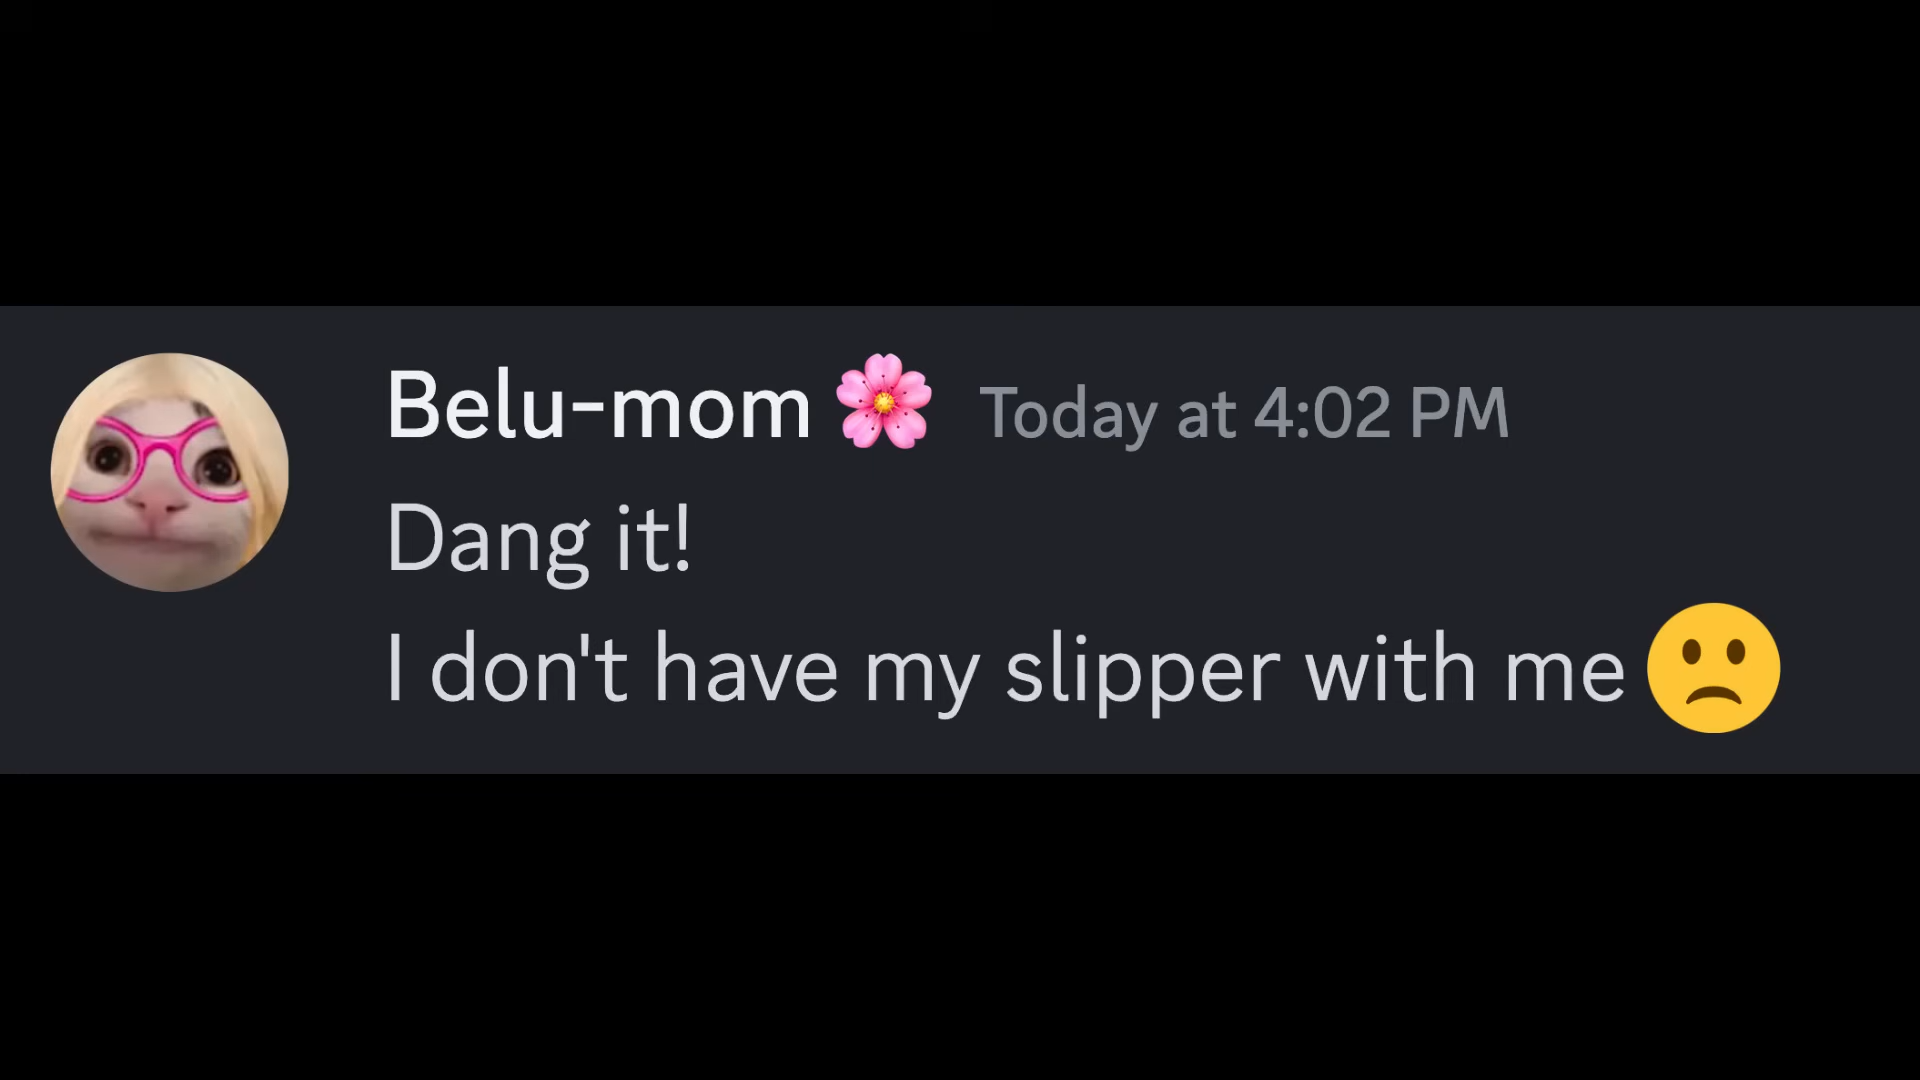 Belu-mom🌸 Today at 4:02 PM
Dang it!
I don't have my slipper with me 🙁